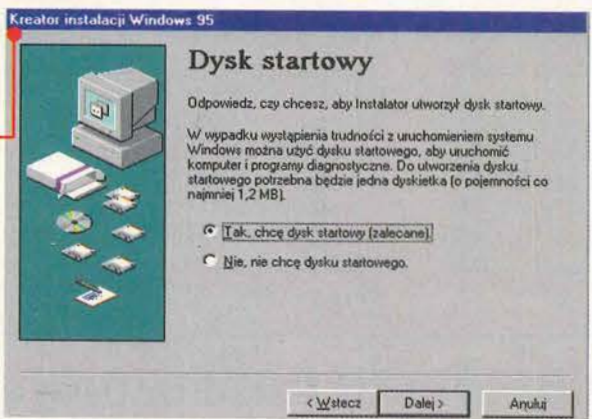 Kreator instalacji Windows 95
Dysk startowy
Odpowiedz, czy chcesz, aby Instalator utworzył dysk startowy.
W wypadku wystąpienia trudności z uruchomieniem systemu
Windows można użyć dysku startowego, aby uruchomić
komputer i programy diagnostyczne. Do utworzenia dysku
startowego potrzebna będzie jedna dyskietka (o pojemności co
najmniej 1,2 MB).
Tak, chcę dysk startowy (zalecane).
Nie, nie chcę dysku startowego.
< Wstecz
Dalej >
Anuluj